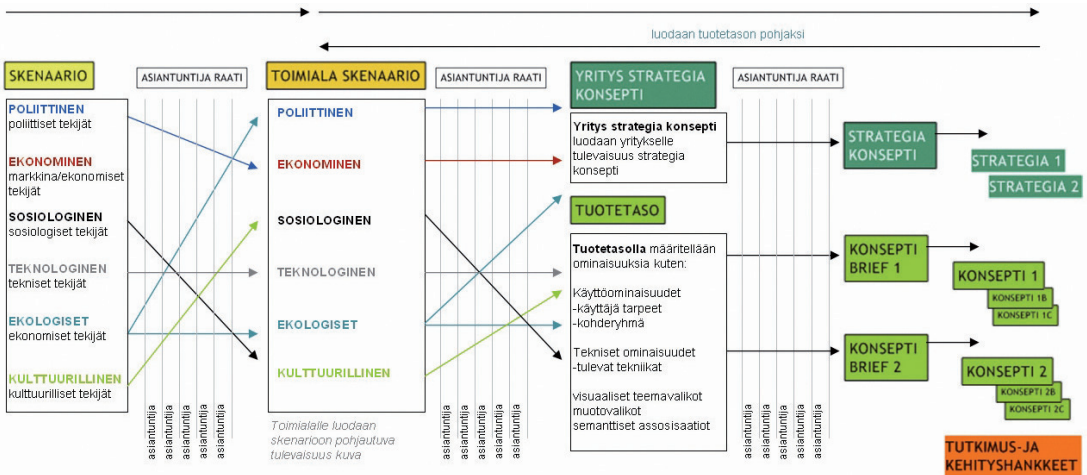 luodaan tuotetason pohjaksi
SKENAARIO
ASIANTUNTIJA RAATI
TOIMIALA SKENAARIO
ASIANTUNTIJA RAATI
YRITYS STRATEGIA
KONSEPTI
ASIANTUNTIJA RAATI
POLIITTINEN
poliittiset tekijät
EKONOMINEN
markkina/ekonomiset
tekijät
SOSIOLOGINEN
sosiologiset tekijät
TEKNOLOGINEN
tekniset tekijät
EKOLOGISET
ekonomiset tekijät
KULTTUURILLINEN
kulttuurilliset tekijät
asiantuntija
asiantuntija
asiantuntija
asiantuntija
asiantuntija
POLIITTINEN
EKONOMINEN
SOSIOLOGINEN
TEKNOLOGINEN
EKOLOGISET
KULTTUURILLINEN
Toimialalle luodaan
skenarioon pohjautuva
tulevaisuus kuva
asiantuntija
asiantuntija
asiantuntija
asiantuntija
asiantuntija
Yritys strategia konsepti
luodaan yritykselle
tulevaisuus strategia
konsepti
TUOTETASO
Tuotetasolla määritellään
ominaisuuksia kuten:
Käyttöominaisuudet
-käyttäjä tarpeet
-kohderyhmä
Tekniset ominaisuudet
-tulevat tekniikat
visuaaliset teemavalikot
muotovalikot
semanttiset assosisaatiot
asiantuntija
asiantuntija
asiantuntija
asiantuntija
asiantuntija
STRATEGIA
KONSEPTI
STRATEGIA 1
STRATEGIA 2
KONSEPTI
BRIEF 1
KONSEPTI 1
KONSEPTI 1B
KONSEPTI 1C
KONSEPTI
BRIEF 2
KONSEPTI 2
KONSEPTI 2B
KONSEPTI 2C
TUTKIMUS-JA
KEHITYSHANKKEET